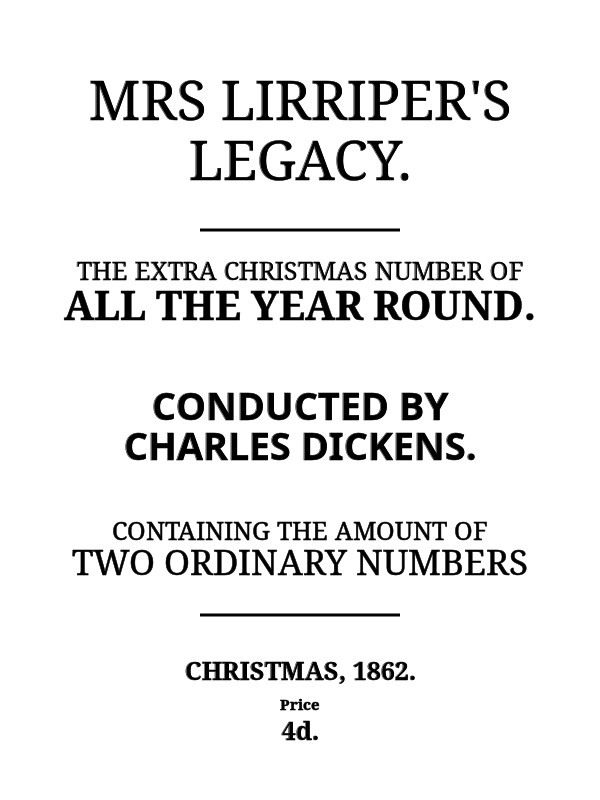 MRS LIRRIPER'S
LEGACY.
THE EXTRA CHRISTMAS NUMBER OF
ALL THE YEAR ROUND.
CONDUCTED BY
CHARLES DICKENS.
CONTAINING THE AMOUNT OF
TWO ORDINARY NUMBERS
CHRISTMAS, 1862.
Price
4d.